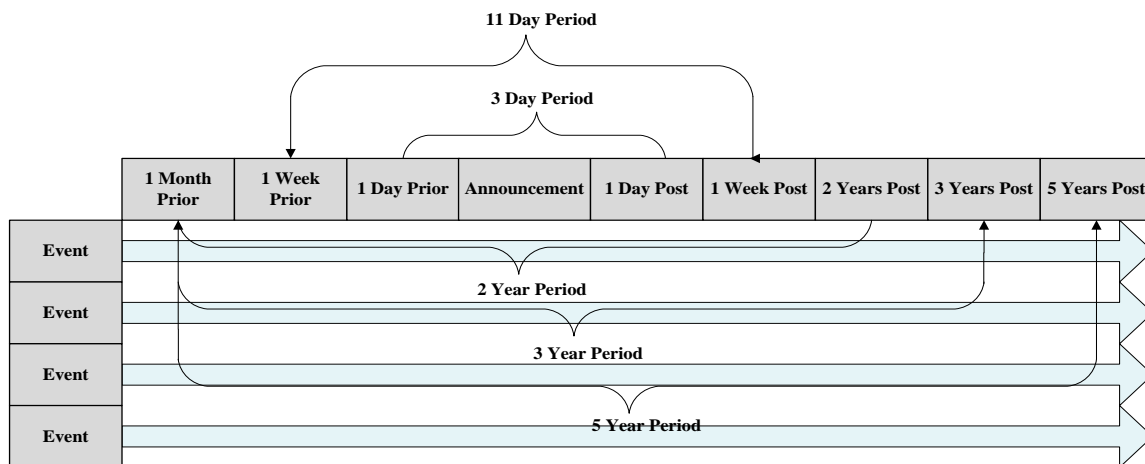 11 Day Period
3 Day Period
1 Month Prior
1 Week Prior
1 Day Prior
Announcement
1 Day Post
1 Week Post
2 Years Post
3 Years Post
5 Years Post
Event
2 Year Period
Event
3 Year Period
Event
5 Year Period
Event